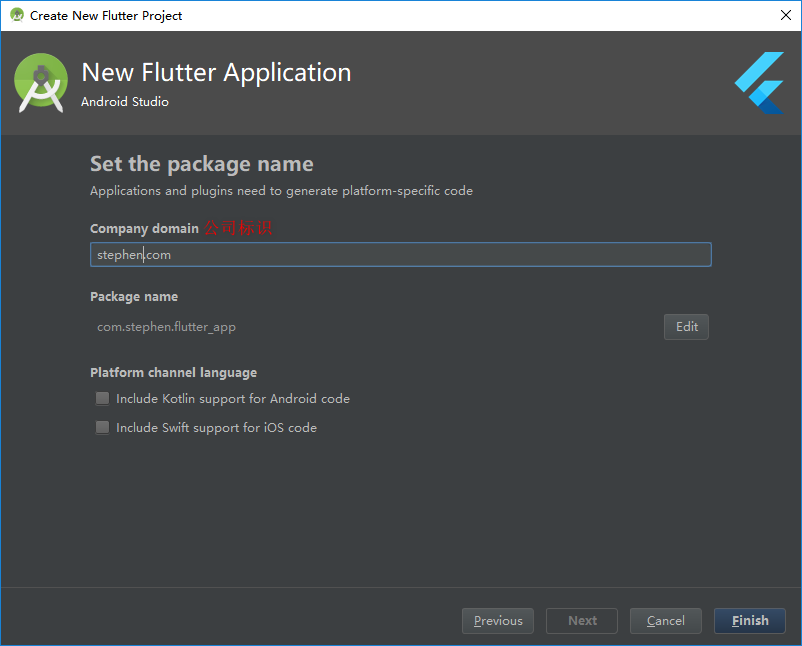 Create New Flutter Project
New Flutter Application
Android Studio
Set the package name
Applications and plugins need to generate platform-specific code
Company domain 公司标识
stephen.com
Package name
com.stephen.flutter_app
Edit
Platform channel language
Include Kotlin support for Android code
Include Swift support for iOS code
Previous Next Cancel Finish